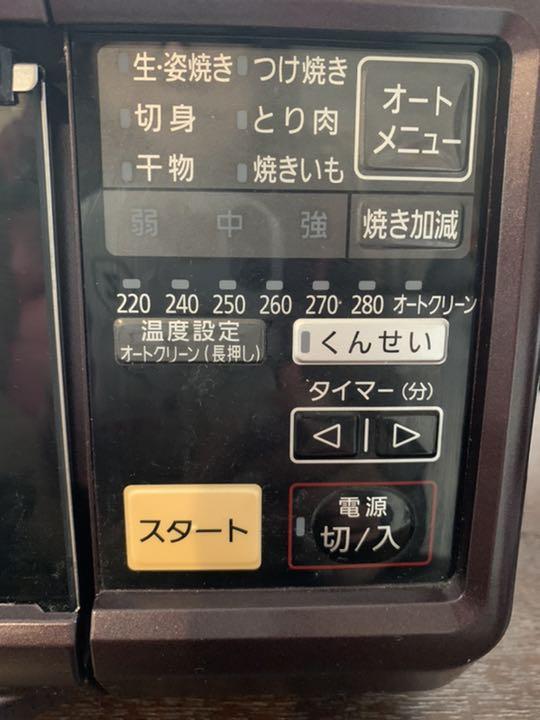 生・姿焼き つけ焼き
切身 とり肉
干物 焼きいも
オート
メニュー
弱 中 強
焼き加減
220 240 250 260 270 280 オートクリーン
温度設定
オートクリーン(長押し)
くんせい
タイマー(分)
スタート
電源
切/入